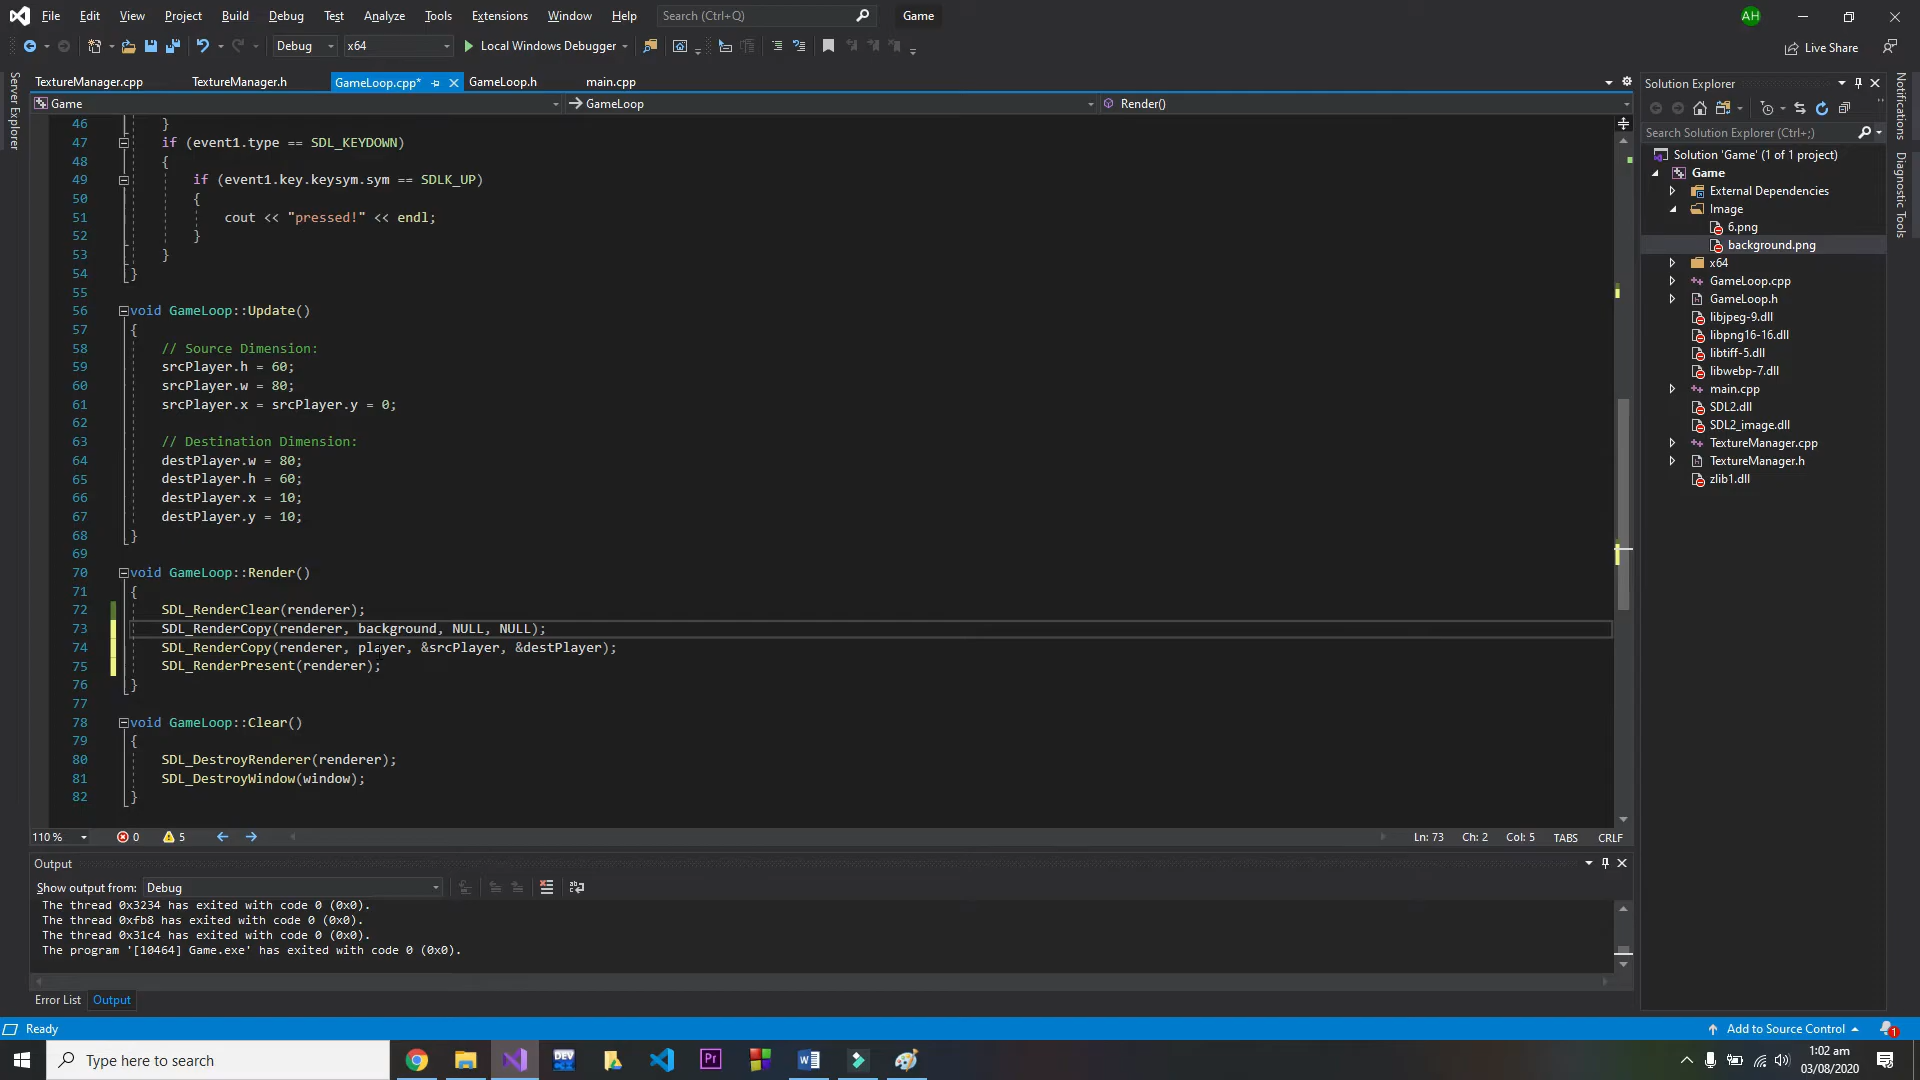 File Edit View Project Build Debug Test Analyze Tools Extensions Window Help Search (Ctrl+Q) Game AH
Debug x64 Local Windows Debugger Live Share
TextureManager.cpp TextureManager.h GameLoop.cpp* GameLoop.h main.cpp
Game GameLoop Render()
46 }
47 if (event1.type == SDL_KEYDOWN)
48 {
49 if (event1.key.keysym.sym == SDLK_UP)
50 {
51 cout << "pressed!" << endl;
52 }
53 }
54 }
55
56 void GameLoop::Update()
57 {
58 // Source Dimension:
59 srcPlayer.h = 60;
60 srcPlayer.w = 80;
61 srcPlayer.x = srcPlayer.y = 0;
62
63 // Destination Dimension:
64 destPlayer.w = 80;
65 destPlayer.h = 60;
66 destPlayer.x = 10;
67 destPlayer.y = 10;
68 }
69
70 void GameLoop::Render()
71 {
72 SDL_RenderClear(renderer);
73 SDL_RenderCopy(renderer, background, NULL, NULL);
74 SDL_RenderCopy(renderer, player, &srcPlayer, &destPlayer);
75 SDL_RenderPresent(renderer);
76 }
77
78 void GameLoop::Clear()
79 {
80 SDL_DestroyRenderer(renderer);
81 SDL_DestroyWindow(window);
82 }
110 % 0 5 Ln: 73 Ch: 2 Col: 5 TABS CRLF
Output
Show output from: Debug
The thread 0x3234 has exited with code 0 (0x0).
The thread 0xfb8 has exited with code 0 (0x0).
The thread 0x31c4 has exited with code 0 (0x0).
The program '[10464] Game.exe' has exited with code 0 (0x0).
Error List Output
Server Explorer
Solution Explorer
Search Solution Explorer (Ctrl+;)
Solution 'Game' (1 of 1 project)
Game
External Dependencies
Image
6.png
background.png
x64
GameLoop.cpp
GameLoop.h
libjpeg-9.dll
libpng16-16.dll
libtiff-5.dll
libwebp-7.dll
main.cpp
SDL2.dll
SDL2_image.dll
TextureManager.cpp
TextureManager.h
zlib1.dll
Notifications
Diagnostic Tools
Ready Add to Source Control 1
Type here to search DEV Pr 1:02 am
03/08/2020